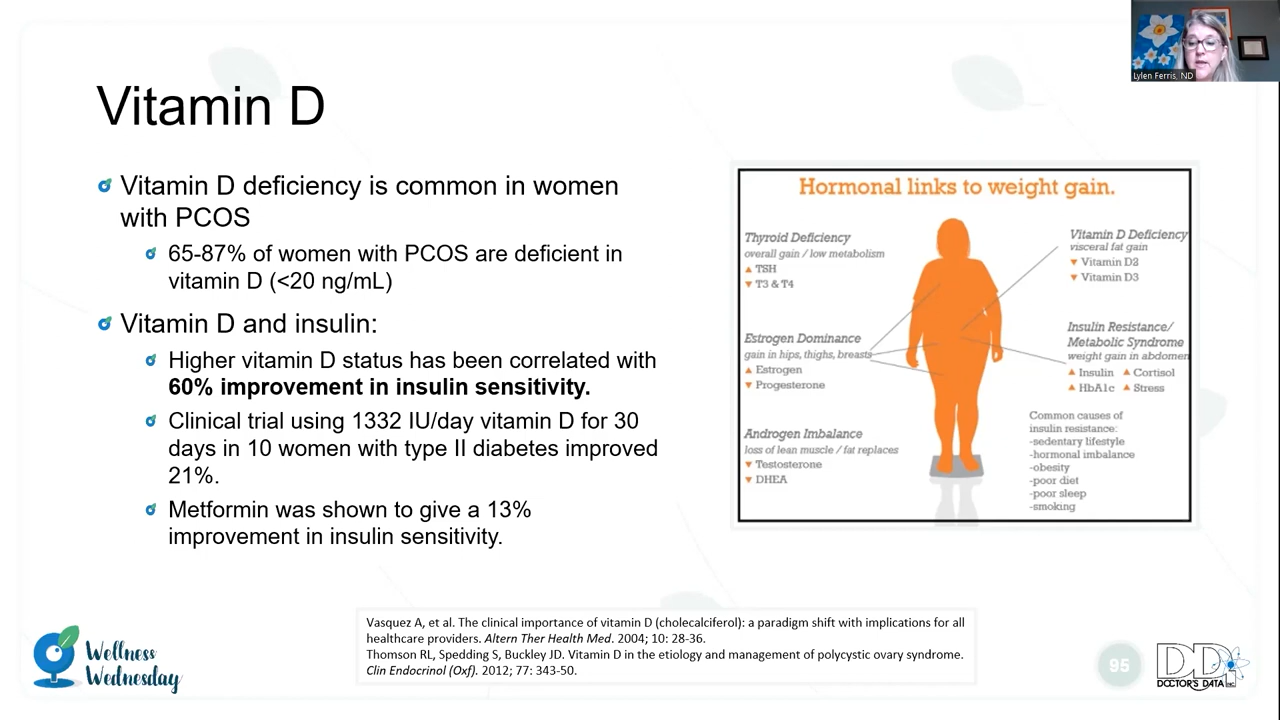 Lylen Ferris, ND
Vitamin D
Vitamin D deficiency is common in women
with PCOS
65-87% of women with PCOS are deficient in
vitamin D (<20 ng/mL)
Vitamin D and insulin:
Higher vitamin D status has been correlated with
60% improvement in insulin sensitivity.
Clinical trial using 1332 IU/day vitamin D for 30
days in 10 women with type II diabetes improved
21%.
Metformin was shown to give a 13%
improvement in insulin sensitivity.
Hormonal links to weight gain.
Thyroid Deficiency
overall gain / low metabolism
▲ TSH
▼ T3 & T4
Estrogen Dominance
gain in hips, thighs, breasts
▲ Estrogen
▼ Progesterone
Androgen Imbalance
loss of lean muscle / fat replaces
▼ Testosterone
▼ DHEA
Vitamin D Deficiency
visceral fat gain
▼ Vitamin D2
▼ Vitamin D3
Insulin Resistance/
Metabolic Syndrome
weight gain in abdomen
▲ Insulin ▲ Cortisol
▲ HbA1c ▲ Stress
Common causes of
insulin resistance:
-sedentary lifestyle
-hormonal imbalance
-obesity
-poor diet
-poor sleep
-smoking
Vasquez A, et al. The clinical importance of vitamin D (cholecalciferol): a paradigm shift with implications for all
healthcare providers. Altern Ther Health Med. 2004; 10: 28-36.
Thomson RL, Spedding S, Buckley JD. Vitamin D in the etiology and management of polycystic ovary syndrome.
Clin Endocrinol (Oxf). 2012; 77: 343-50.
Wellness
Wednesday
95
DDI
DOCTOR'S DATA INC